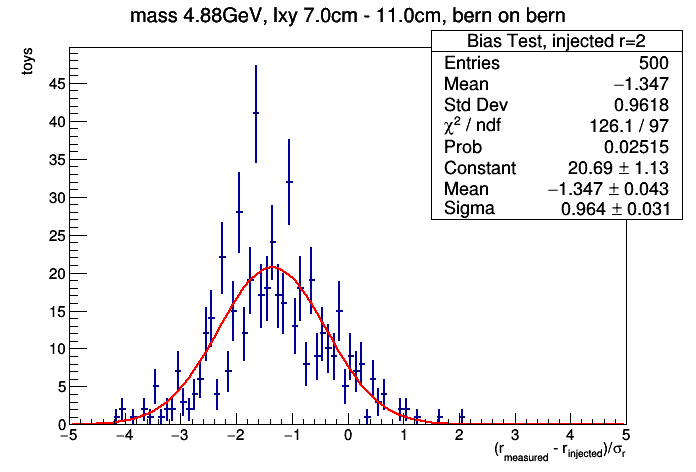 mass 4.88GeV, lxy 7.0cm - 11.0cm, bern on bern
Bias Test, injected r=2
Entries 500
Mean −1.347
Std Dev 0.9618
χ² / ndf 126.1 / 97
Prob 0.02515
Constant 20.69 ± 1.13
Mean −1.347 ± 0.043
Sigma 0.964 ± 0.031
toys
45
40
35
30
25
20
15
10
5
0
−5 −4 −3 −2 −1 0 1 2 3 4 5
(r_measured - r_injected)/σ_r